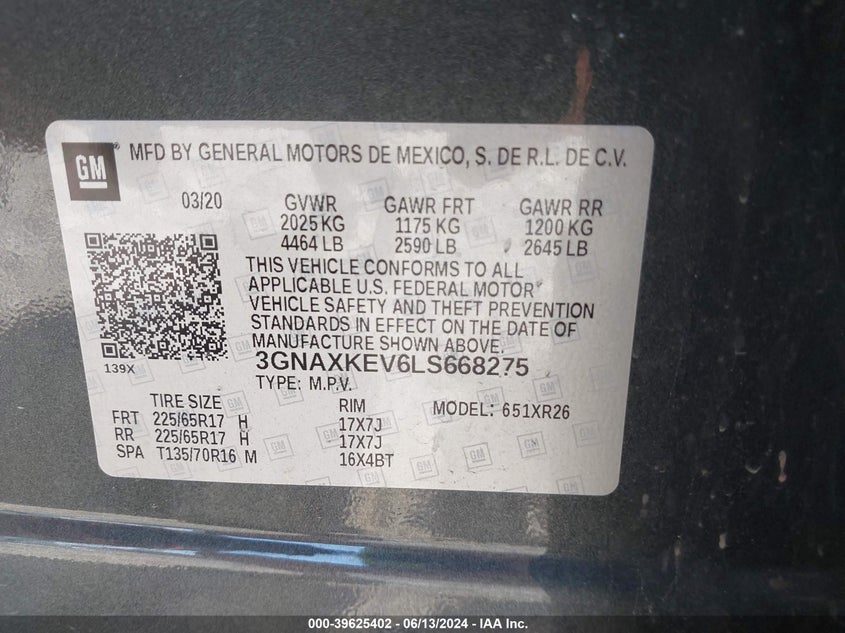 GM MFD BY GENERAL MOTORS DE MEXICO, S. DE R.L. DE C.V.
03/20 GVWR GAWR FRT GAWR RR
2025 KG 1175 KG 1200 KG
4464 LB 2590 LB 2645 LB
THIS VEHICLE CONFORMS TO ALL
APPLICABLE U.S. FEDERAL MOTOR
VEHICLE SAFETY AND THEFT PREVENTION
STANDARDS IN EFFECT ON THE DATE OF
MANUFACTURE SHOWN ABOVE.
139X 3GNAXKEV6LS668275
TYPE: M.P.V.
TIRE SIZE RIM MODEL: 651XR26
FRT 225/65R17 H 17X7J
RR 225/65R17 H 17X7J
SPA T135/70R16 M 16X4BT
000-39625402 - 06/13/2024 - IAA Inc.